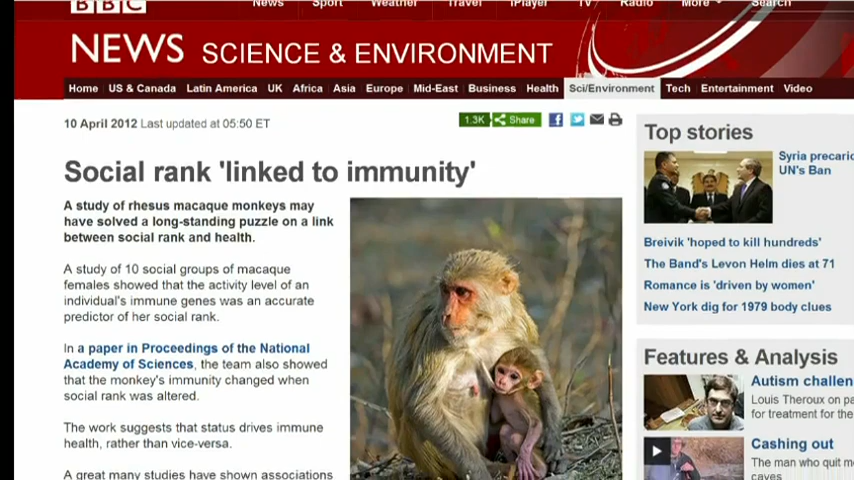 BBC
News Sport Weather Travel iPlayer TV Radio More Search
NEWS SCIENCE & ENVIRONMENT
Home US & Canada Latin America UK Africa Asia Europe Mid-East Business Health Sci/Environment Tech Entertainment Video
10 April 2012 Last updated at 05:50 ET
1.3K Share
Social rank 'linked to immunity'
A study of rhesus macaque monkeys may
have solved a long-standing puzzle on a link
between social rank and health.
A study of 10 social groups of macaque
females showed that the activity level of an
individual's immune genes was an accurate
predictor of her social rank.
In a paper in Proceedings of the National
Academy of Sciences, the team also showed
that the monkey's immunity changed when
social rank was altered.
The work suggests that status drives immune
health, rather than vice-versa.
A great many studies have shown associations
Top stories
Syria precario
UN's Ban
Breivik 'hoped to kill hundreds'
The Band's Levon Helm dies at 71
Romance is 'driven by women'
New York dig for 1979 body clues
Features & Analysis
Autism challen
Louis Theroux on pa
for treatment for the
Cashing out
The man who quit m
caves